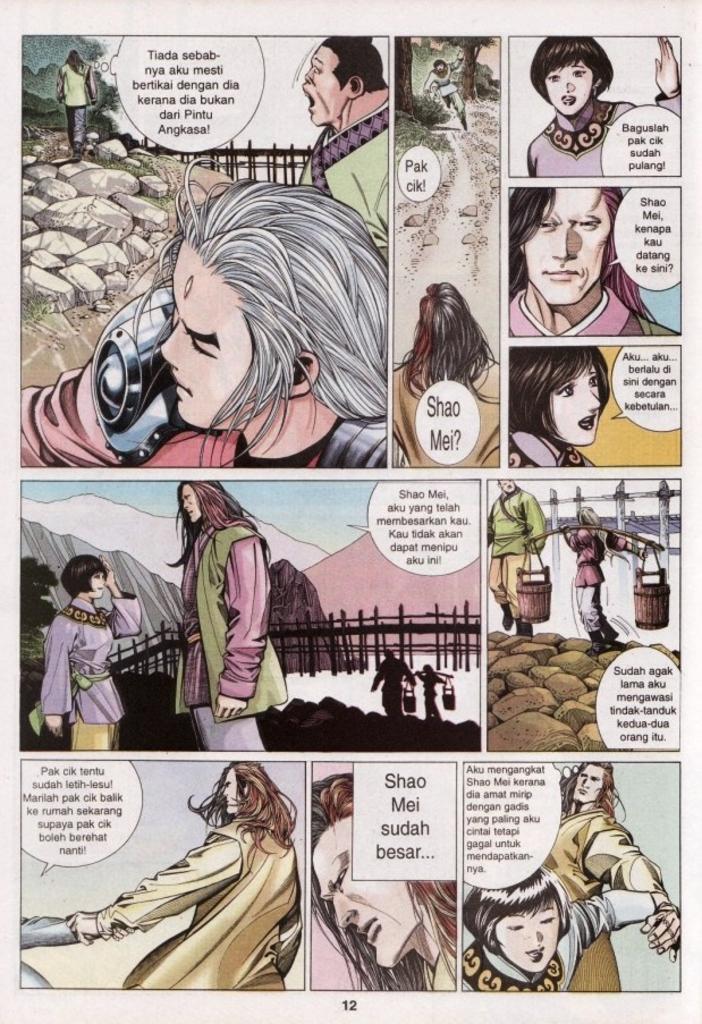 Tiada sebab-
nya aku mesti
bertikai dengan dia
kerana dia bukan
dari Pintu
Angkasa!
Pak
cik!
Shao
Mei?
Baguslah
pak cik
sudah
pulang!
Shao
Mei,
kenapa
kau
datang
ke sini?
Aku... aku...
berlalu di
sini dengan
secara
kebetulan...
Shao Mei,
aku yang telah
membesarkan kau.
Kau tidak akan
dapat menipu
aku ini!
Sudah agak
lama aku
mengawasi
tindak-tanduk
kedua-dua
orang itu.
Pak cik tentu
sudah letih-lesu!
Marilah pak cik balik
ke rumah sekarang
supaya pak cik
boleh berehat
nanti!
Shao
Mei
sudah
besar...
Aku mengangkat
Shao Mei kerana
dia amat mirip
dengan gadis
yang paling aku
cintai tetapi
gagal untuk
mendapatkan-
nya.
12